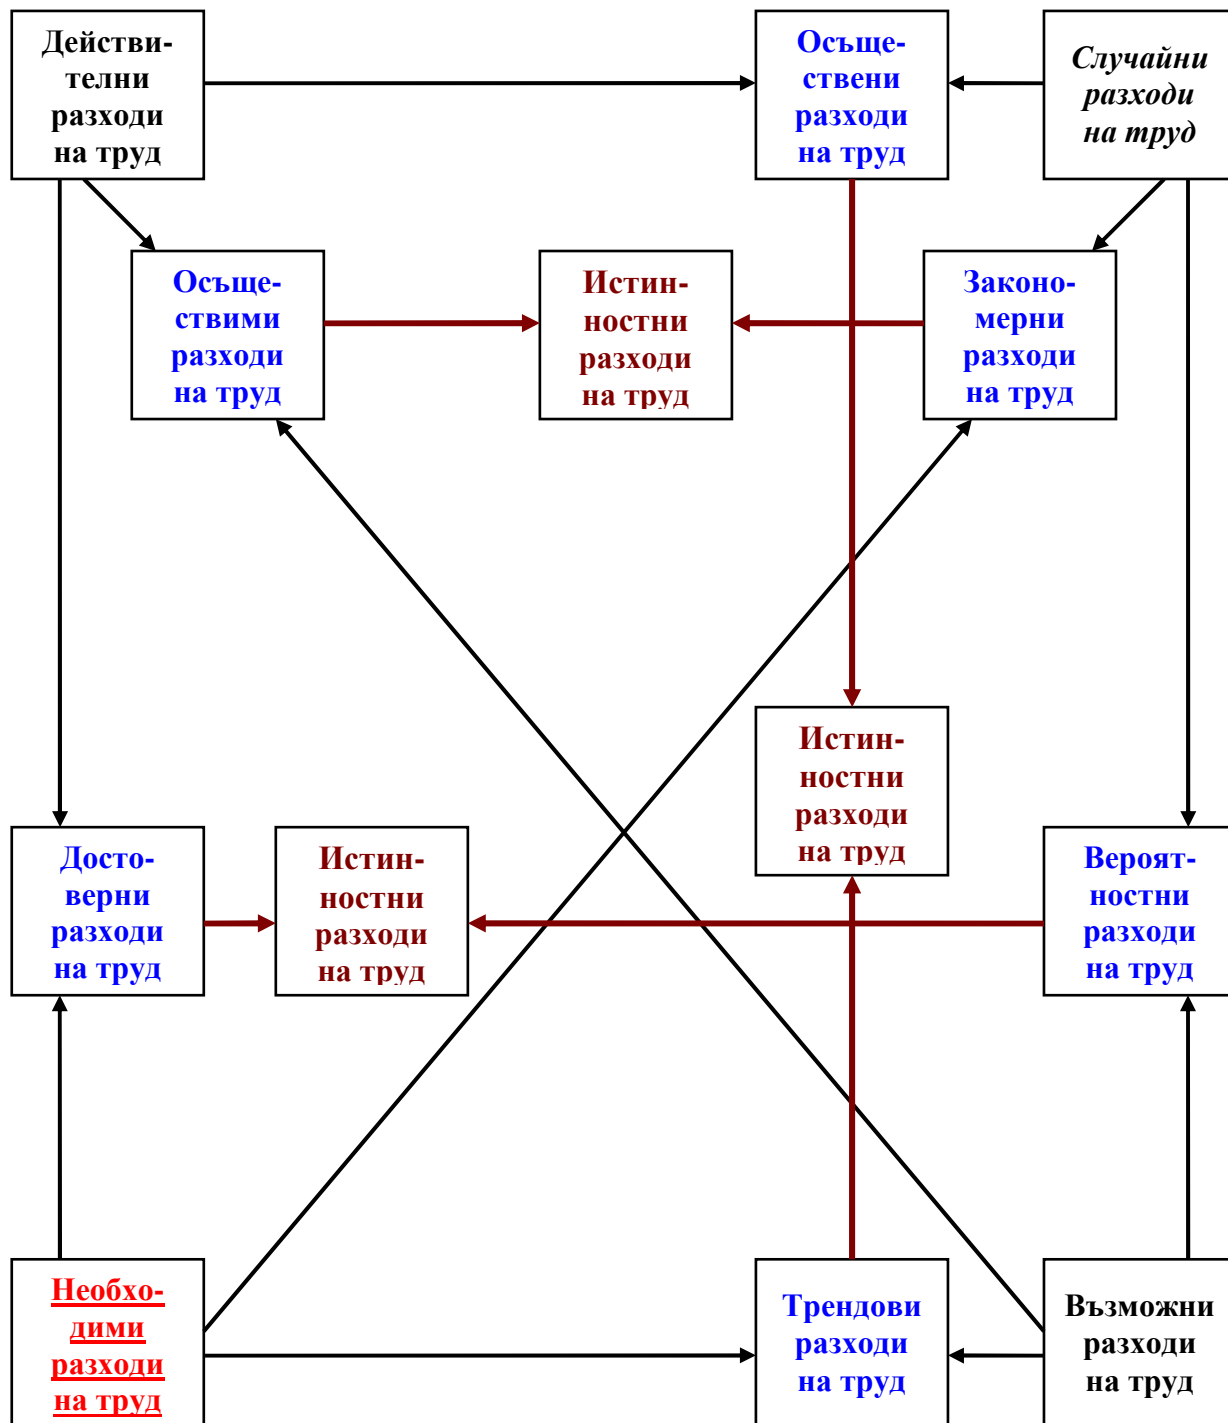 Действи-
телни
разходи
на труд
Осъще-
ствени
разходи
на труд
Случайни
разходи
на труд
Осъще-
ствими
разходи
на труд
Истин-
ностни
разходи
на труд
Законо-
мерни
разходи
на труд
Истин-
ностни
разходи
на труд
Досто-
верни
разходи
на труд
Истин-
ностни
разходи
на труд
Вероят-
ностни
разходи
на труд
Необхо-
дими
разходи
на труд
Трендови
разходи
на труд
Възможни
разходи
на труд